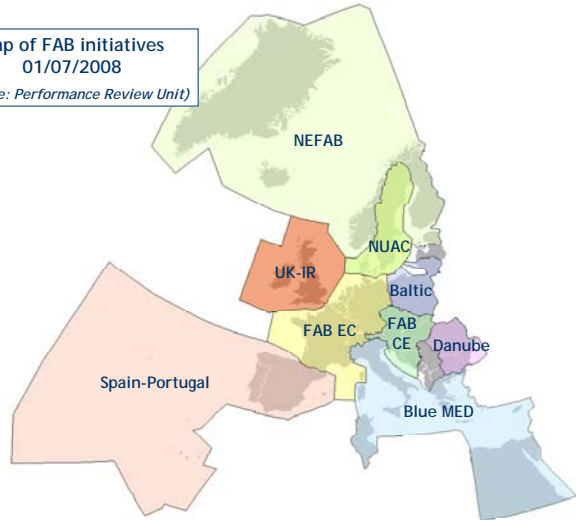 of FAB initiatives
01/07/2008
Performance Review Unit)
NEFAB
NUAC
UK-IR
Baltic
FAB EC
FAB
CE
Danube
Spain-Portugal
Blue MED